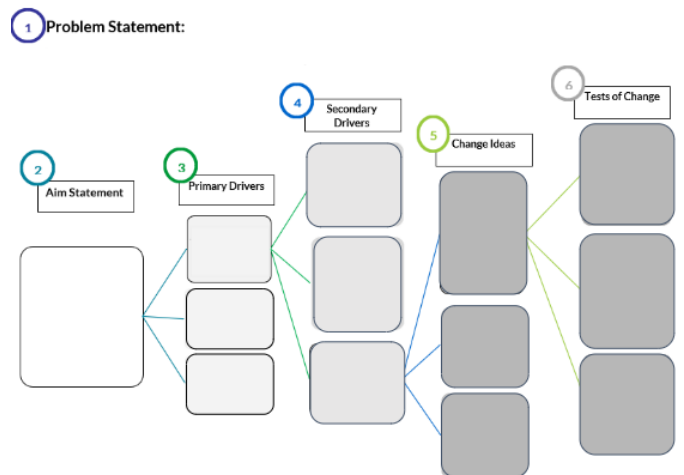 1 Problem Statement:
6
Tests of Change
4
Secondary
Drivers
5
Change Ideas
3
Primary Drivers
2
Aim Statement